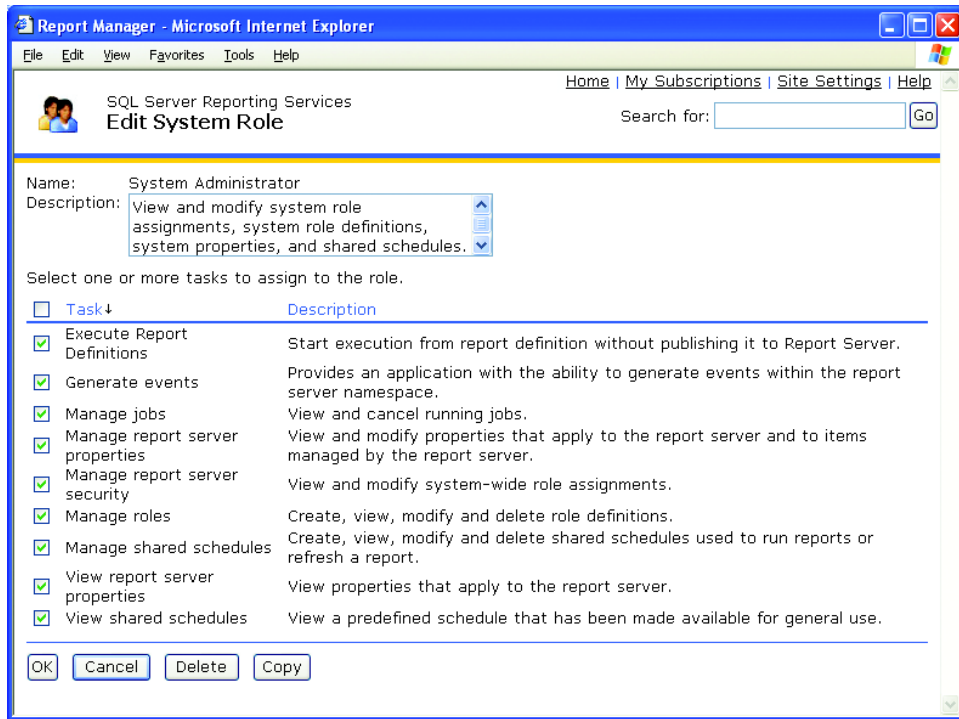 Report Manager - Microsoft Internet Explorer
File Edit View Favorites Tools Help
Home | My Subscriptions | Site Settings | Help
SQL Server Reporting Services
Edit System Role
Search for: Go
Name: System Administrator
Description: View and modify system role
assignments, system role definitions,
system properties, and shared schedules.
Select one or more tasks to assign to the role.
Task↓ Description
Execute Report
Definitions
Start execution from report definition without publishing it to Report Server.
Generate events
Provides an application with the ability to generate events within the report
server namespace.
Manage jobs View and cancel running jobs.
Manage report server
properties
View and modify properties that apply to the report server and to items
managed by the report server.
Manage report server
security
View and modify system-wide role assignments.
Manage roles Create, view, modify and delete role definitions.
Manage shared schedules
Create, view, modify and delete shared schedules used to run reports or
refresh a report.
View report server
properties
View properties that apply to the report server.
View shared schedules View a predefined schedule that has been made available for general use.
OK Cancel Delete Copy